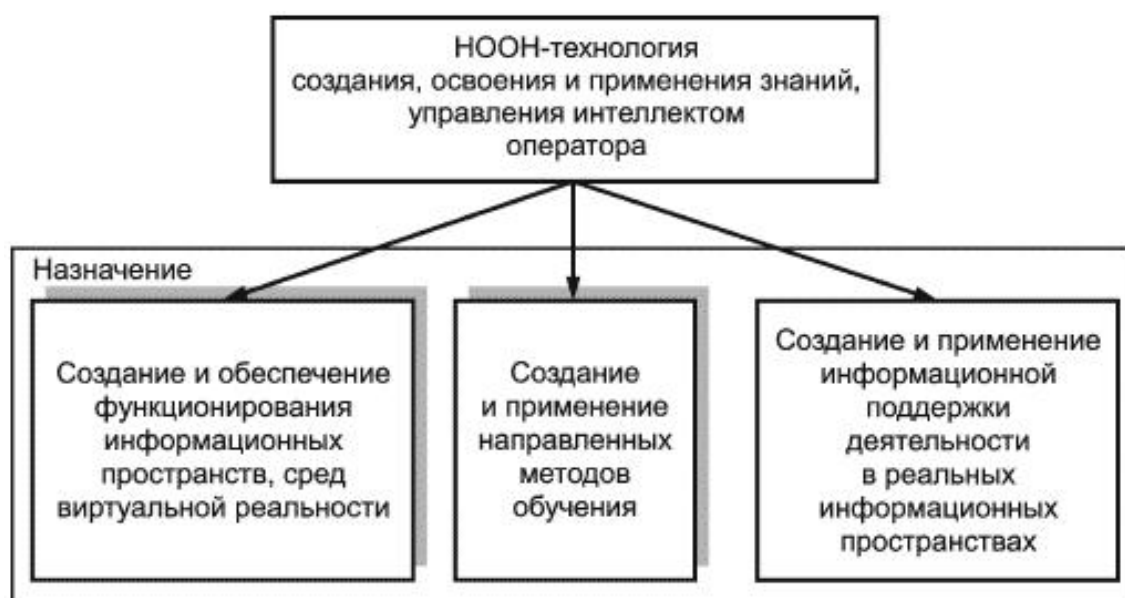 НООН-технология
создания, освоения и применения знаний,
управления интеллектом
оператора
Назначение
Создание и обеспечение
функционирования
информационных
пространств, сред
виртуальной реальности
Создание
и применение
направленных
методов
обучения
Создание и применение
информационной
поддержки
деятельности
в реальных
информационных
пространствах